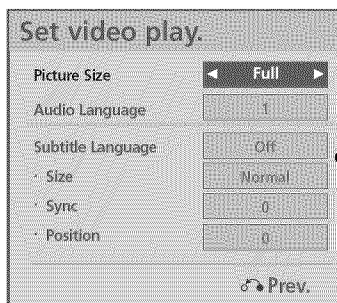 Set video play.
Picture Size ◄ Full ►
Audio Language 1
Subtitle Language Off
· Size Normal
· Sync 0
· Position 0
Prev.